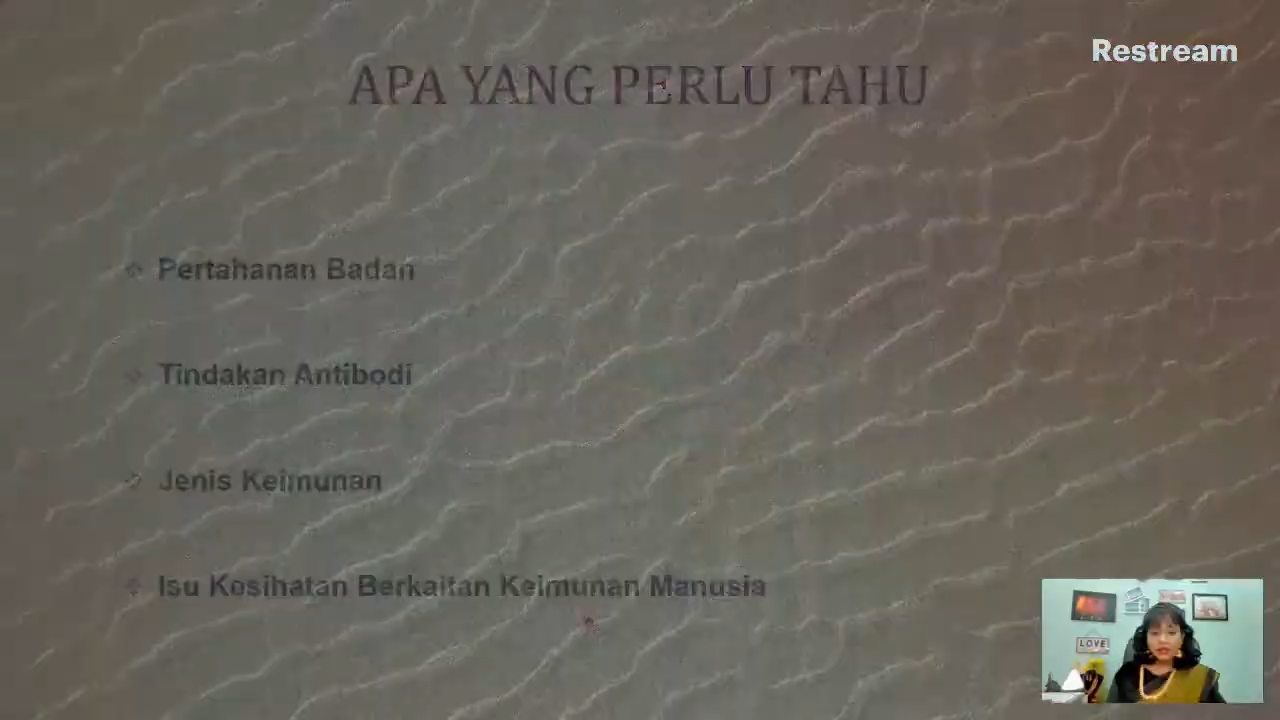 Restream
APA YANG PERLU TAHU
Pertahanan Badan
Tindakan Antibodi
Jenis Keimunan
Isu Kesihatan Berkaitan Keimunan Manusia
LOVE